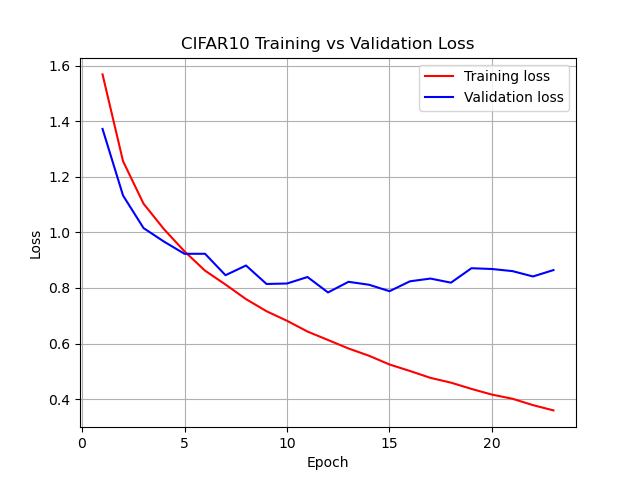 CIFAR10 Training vs Validation Loss
Training loss
Validation loss
Loss
1.6
1.4
1.2
1.0
0.8
0.6
0.4
0 5 10 15 20
Epoch